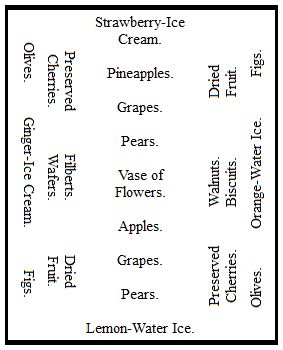 Strawberry-Ice
Cream.
Olives.
Preserved
Cherries.
Pineapples.
Dried
Fruit.
Figs.
Grapes.
Pears.
Ginger-Ice Cream.
Filberts.
Wafers.
Vase of
Flowers.
Walnuts.
Biscuits.
Orange-Water Ice.
Apples.
Figs.
Dried
Fruit.
Grapes.
Pears.
Preserved
Cherries.
Olives.
Lemon-Water Ice.